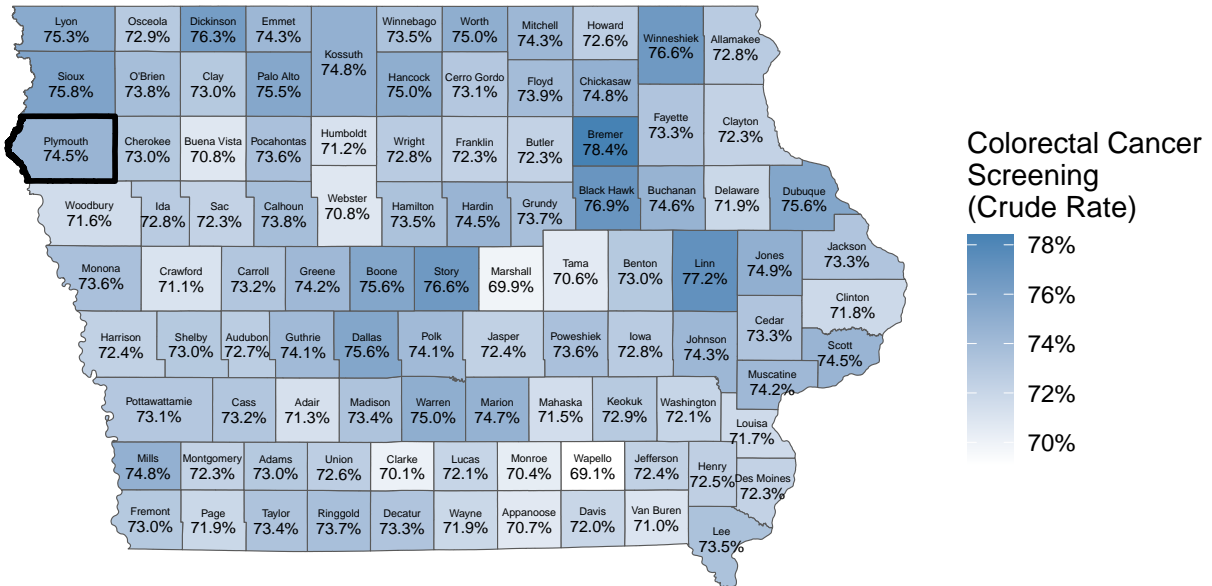 Lyon
75.3%
Osceola
72.9%
Dickinson
76.3%
Emmet
74.3%
Winnebago
73.5%
Worth
75.0%
Mitchell
74.3%
Howard
72.6%
Winneshiek
76.6%
Allamakee
72.8%
Kossuth
74.8%
Sioux
75.8%
O'Brien
73.8%
Clay
73.0%
Palo Alto
75.5%
Hancock
75.0%
Cerro Gordo
73.1%
Floyd
73.9%
Chickasaw
74.8%
Fayette
73.3%
Clayton
72.3%
Plymouth
74.5%
Cherokee
73.0%
Buena Vista
70.8%
Pocahontas
73.6%
Humboldt
71.2%
Wright
72.8%
Franklin
72.3%
Butler
72.3%
Bremer
78.4%
Woodbury
71.6%
Ida
72.8%
Sac
72.3%
Calhoun
73.8%
Webster
70.8%
Hamilton
73.5%
Hardin
74.5%
Grundy
73.7%
Black Hawk
76.9%
Buchanan
74.6%
Delaware
71.9%
Dubuque
75.6%
Monona
73.6%
Crawford
71.1%
Carroll
73.2%
Greene
74.2%
Boone
75.6%
Story
76.6%
Marshall
69.9%
Tama
70.6%
Benton
73.0%
Linn
77.2%
Jones
74.9%
Jackson
73.3%
Clinton
71.8%
Harrison
72.4%
Shelby
73.0%
Audubon
72.7%
Guthrie
74.1%
Dallas
75.6%
Polk
74.1%
Jasper
72.4%
Poweshiek
73.6%
Iowa
72.8%
Johnson
74.3%
Cedar
73.3%
Scott
74.5%
Muscatine
74.2%
Pottawattamie
73.1%
Cass
73.2%
Adair
71.3%
Madison
73.4%
Warren
75.0%
Marion
74.7%
Mahaska
71.5%
Keokuk
72.9%
Washington
72.1%
Louisa
71.7%
Mills
74.8%
Montgomery
72.3%
Adams
73.0%
Union
72.6%
Clarke
70.1%
Lucas
72.1%
Monroe
70.4%
Wapello
69.1%
Jefferson
72.4%
Henry
72.5%
Des Moines
72.3%
Fremont
73.0%
Page
71.9%
Taylor
73.4%
Ringgold
73.7%
Decatur
73.3%
Wayne
71.9%
Appanoose
70.7%
Davis
72.0%
Van Buren
71.0%
Lee
73.5%
Colorectal Cancer
Screening
(Crude Rate)
78%
76%
74%
72%
70%